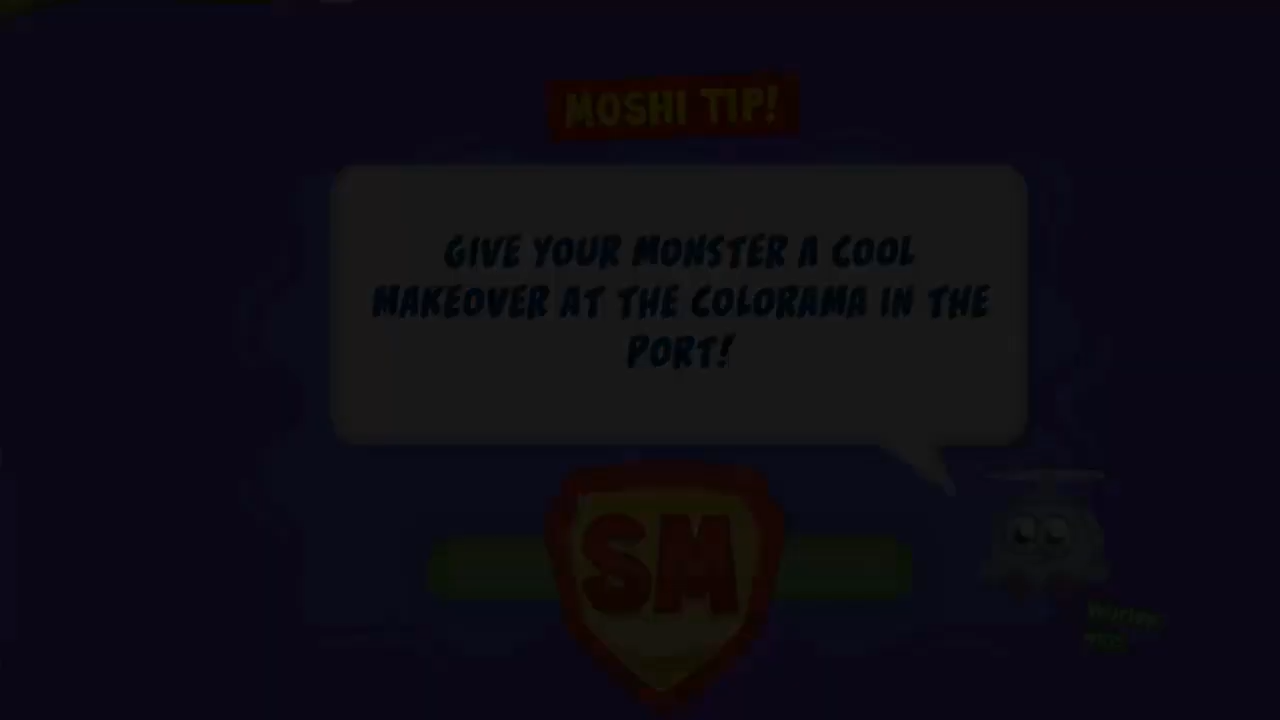 MOSHI TIP!
GIVE YOUR MONSTER A COOL
MAKEOVER AT THE COLORAMA IN THE
PORT!
SM